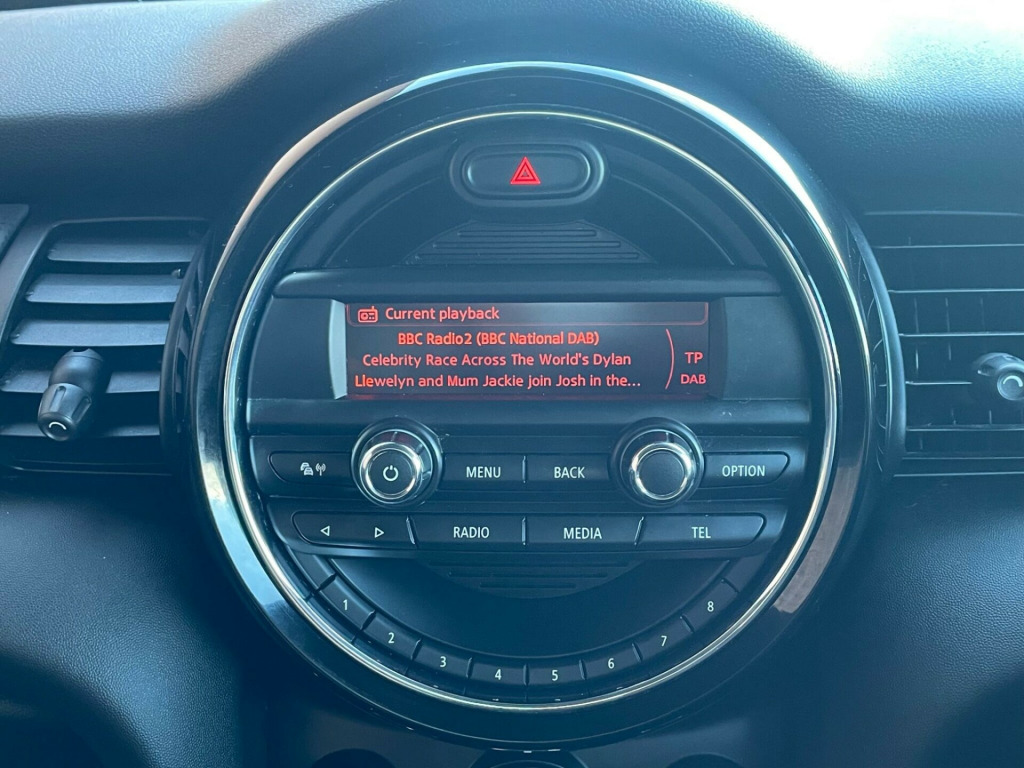 Current playback
BBC Radio2 (BBC National DAB)
Celebrity Race Across The World's Dylan
TP
Llewelyn and Mum Jackie join Josh in the...
DAB
MENU
BACK
OPTION
RADIO
MEDIA
TEL
1
2
3
4
5
6
7
8